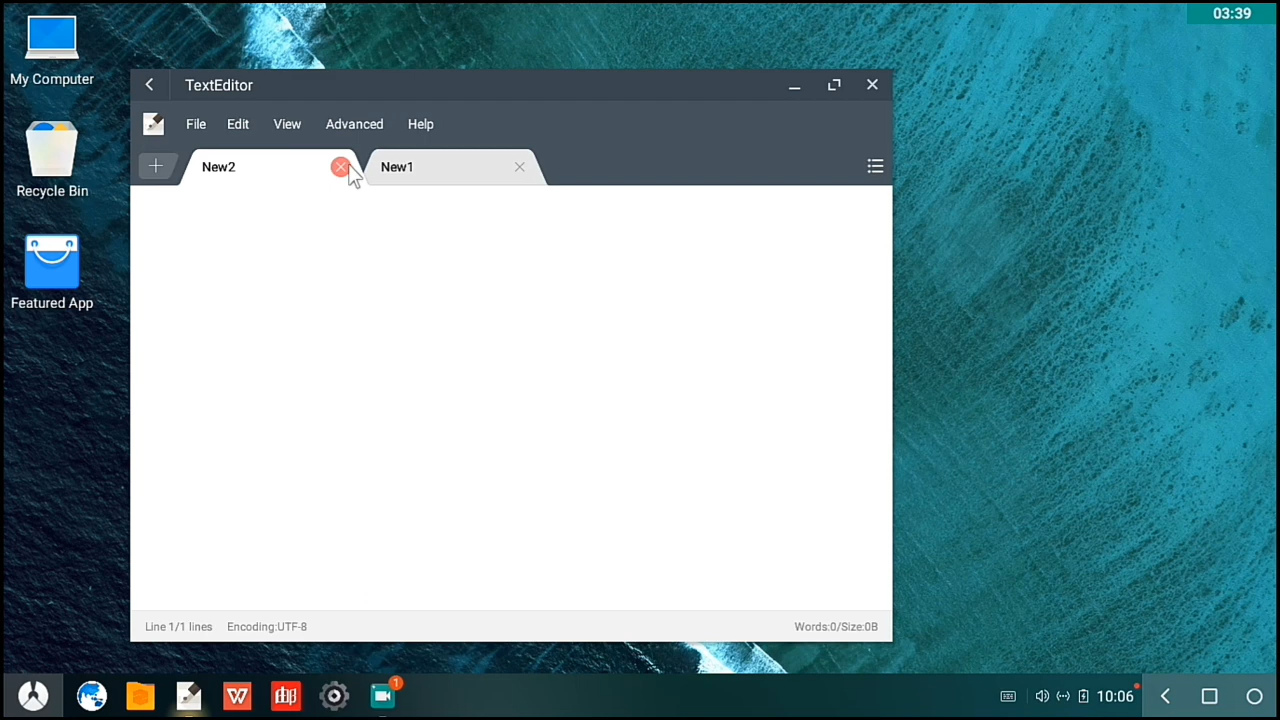 03:39
My Computer
Recycle Bin
Featured App
TextEditor
File Edit View Advanced Help
New2 New1
Line 1/1 lines Encoding:UTF-8 Words:0/Size:0B
W
1
10:06